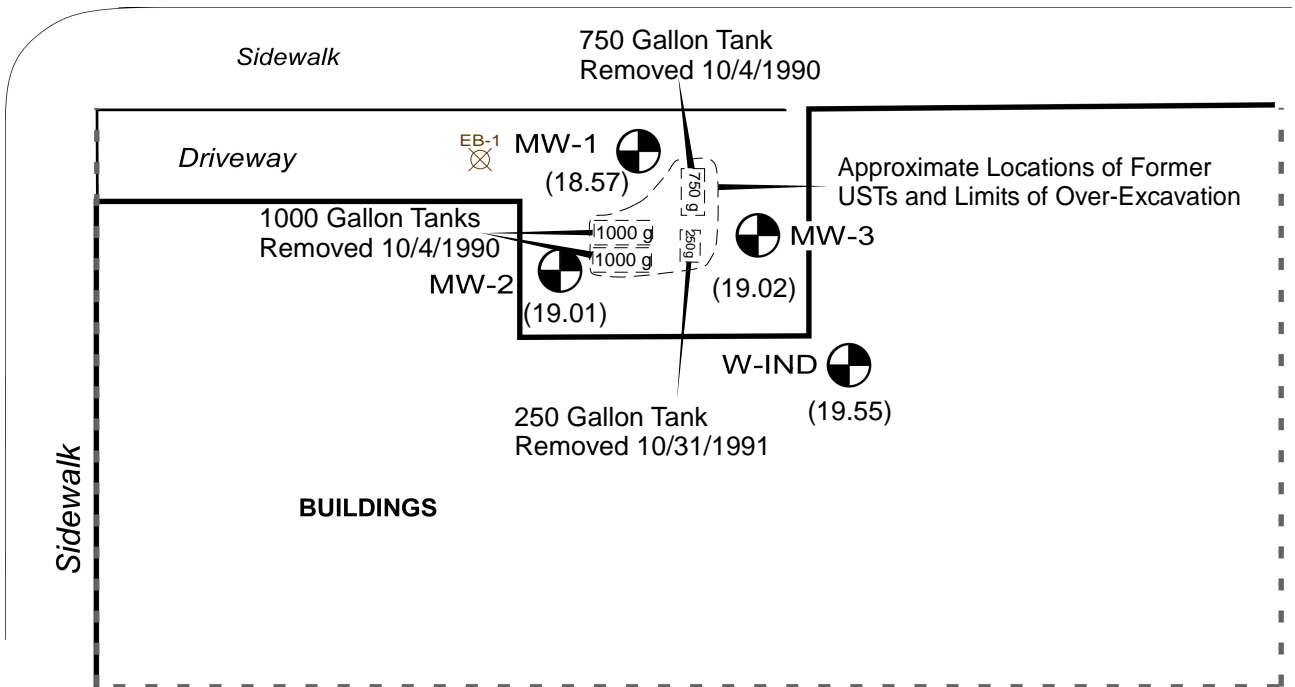 750 Gallon Tank
Removed 10/4/1990
Sidewalk
EB-1
MW-1
Driveway
(18.57)
750 g
Approximate Locations of Former
USTs and Limits of Over-Excavation
1000 Gallon Tanks
Removed 10/4/1990
1000 g
1000 g
250g
MW-3
MW-2
(19.01)
(19.02)
W-IND
(19.55)
250 Gallon Tank
Removed 10/31/1991
Sidewalk
BUILDINGS